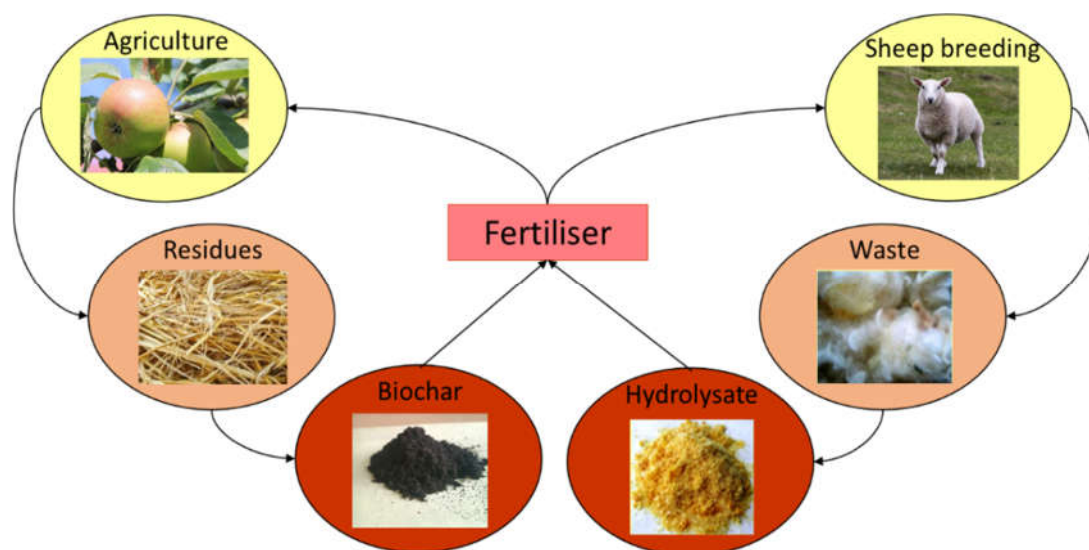 Agriculture
Sheep breeding
Fertiliser
Residues
Waste
Biochar
Hydrolysate